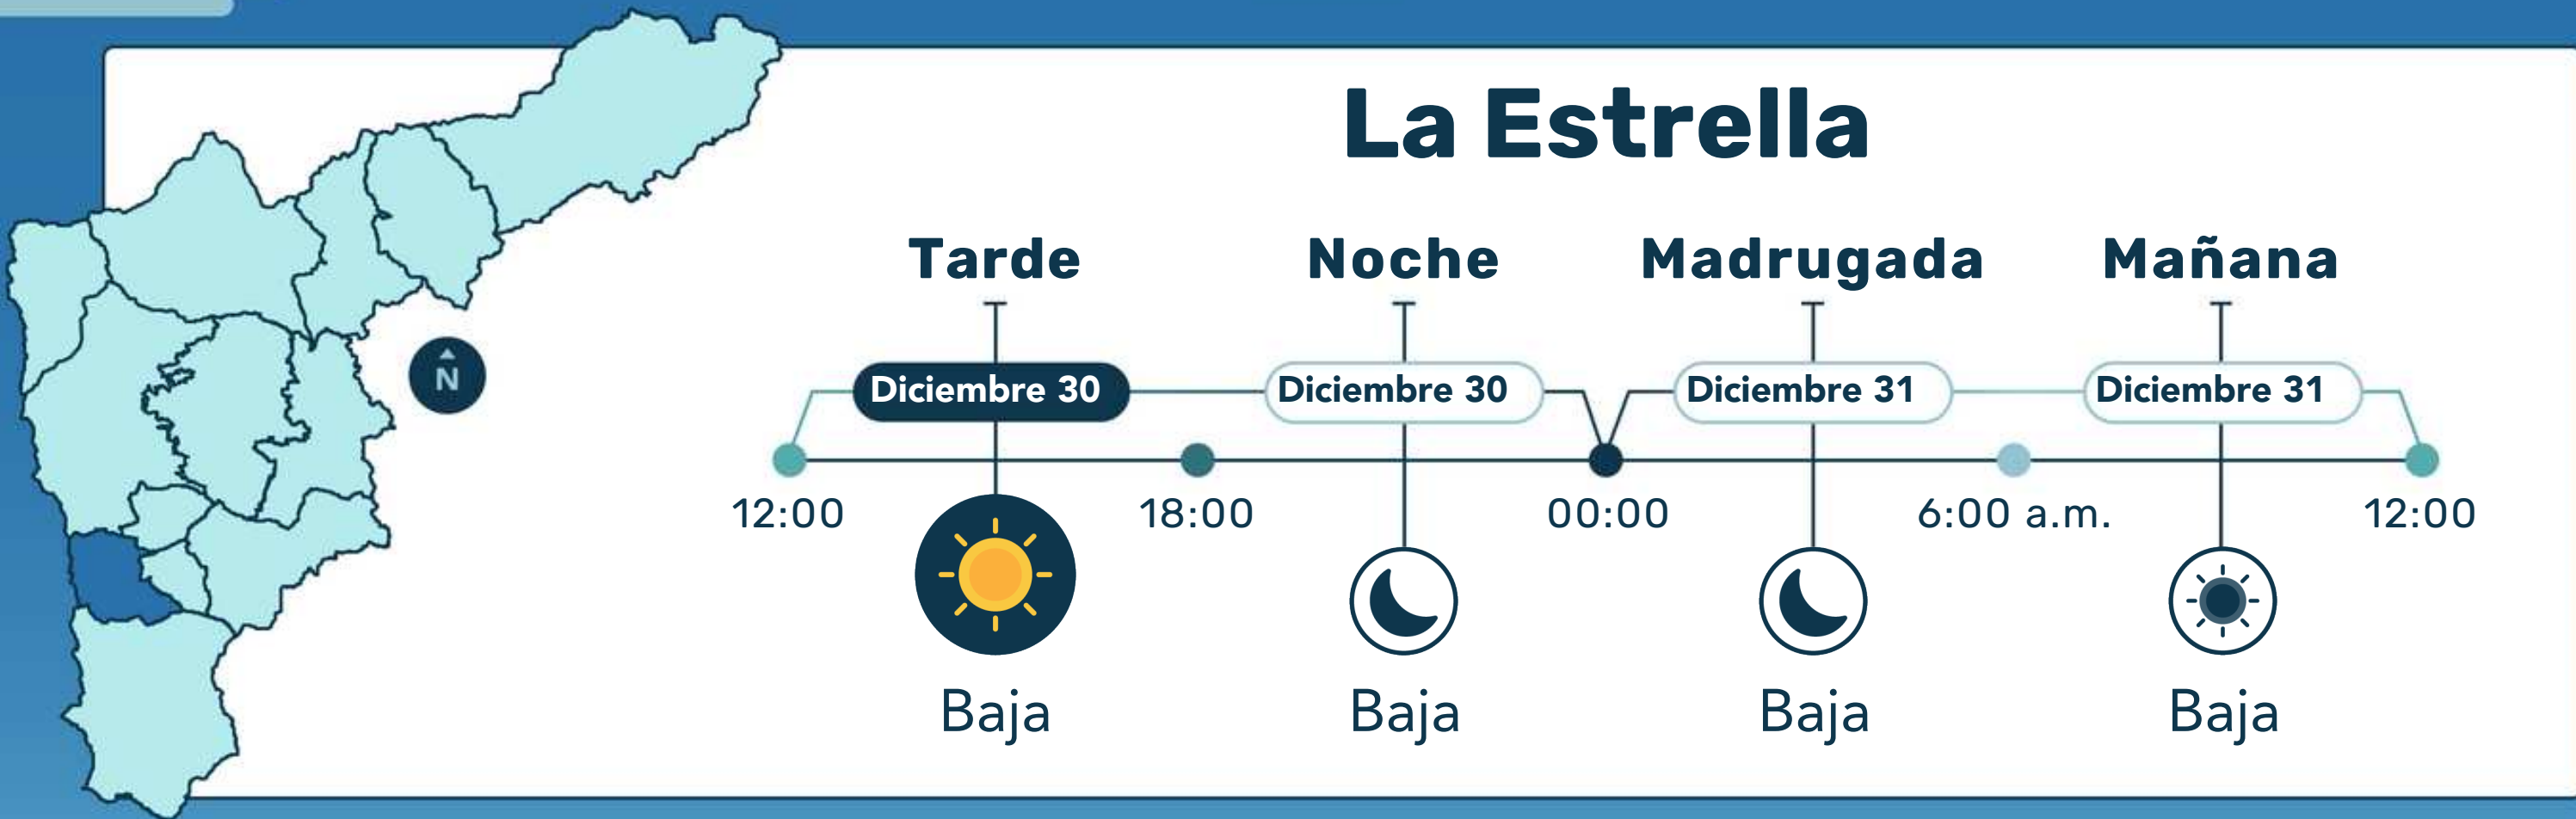 La Estrella
Tarde Noche Madrugada Mañana
N
Diciembre 30 Diciembre 30 Diciembre 31 Diciembre 31
12:00 18:00 00:00 6:00 a.m. 12:00
Baja Baja Baja Baja